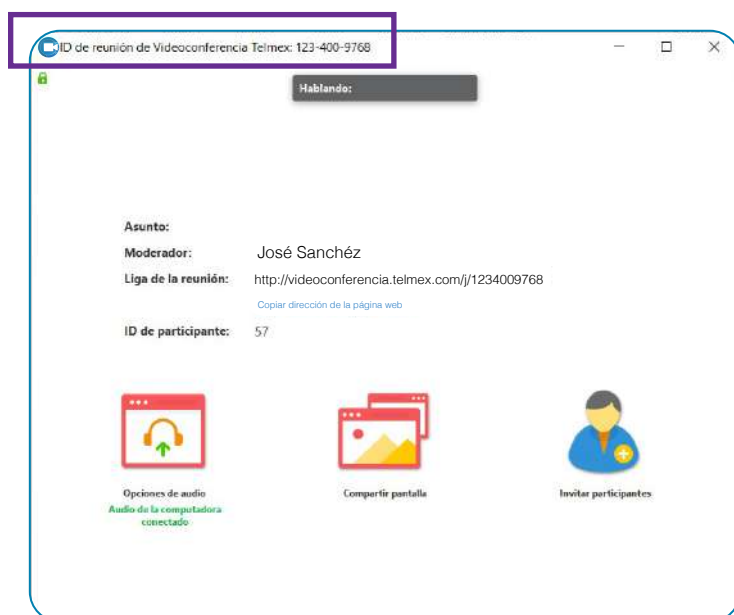 ID de reunión de Videoconferencia Telmex: 123-400-9768
Hablando:
Asunto:
Moderador: José Sanchéz
Liga de la reunión: http://videoconferencia.telmex.com/j/1234009768
Copiar dirección de la página web
ID de participante: 57
Opciones de audio
Audio de la computadora
conectado
Compartir pantalla
Invitar participantes